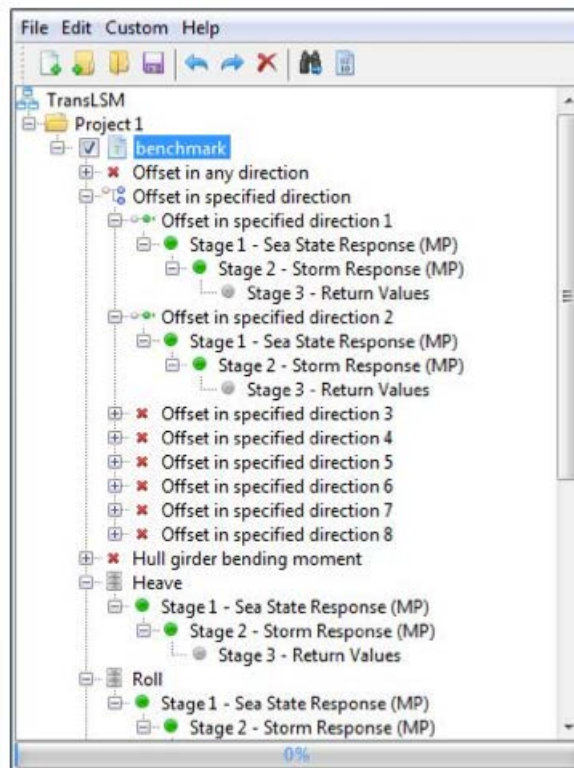 File Edit Custom Help
TransLSM
Project 1
benchmark
Offset in any direction
Offset in specified direction
Offset in specified direction 1
Stage 1 - Sea State Response (MP)
Stage 2 - Storm Response (MP)
Stage 3 - Return Values
Offset in specified direction 2
Stage 1 - Sea State Response (MP)
Stage 2 - Storm Response (MP)
Stage 3 - Return Values
Offset in specified direction 3
Offset in specified direction 4
Offset in specified direction 5
Offset in specified direction 6
Offset in specified direction 7
Offset in specified direction 8
Hull girder bending moment
Heave
Stage 1 - Sea State Response (MP)
Stage 2 - Storm Response (MP)
Stage 3 - Return Values
Roll
Stage 1 - Sea State Response (MP)
Stage 2 - Storm Response (MP)
0%